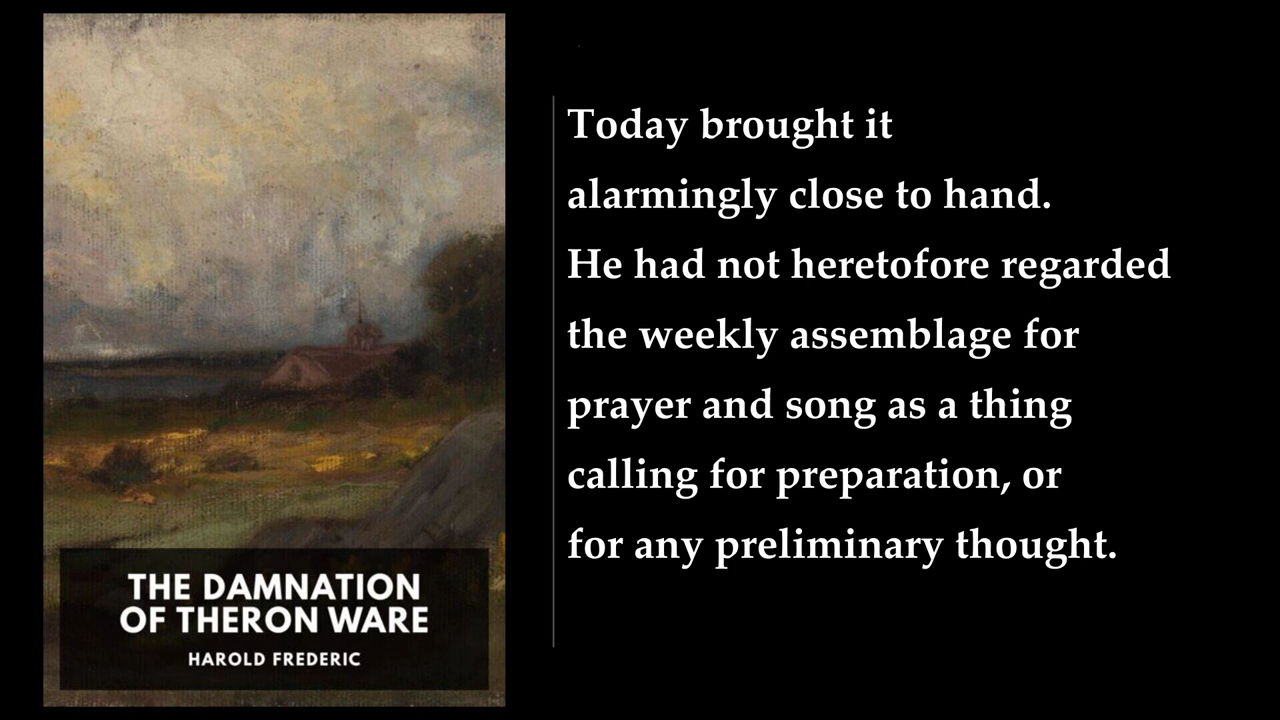 Today brought it
alarmingly close to hand.
He had not heretofore regarded
the weekly assemblage for
prayer and song as a thing
calling for preparation, or
for any preliminary thought.
THE DAMNATION
OF THERON WARE
HAROLD FREDERIC